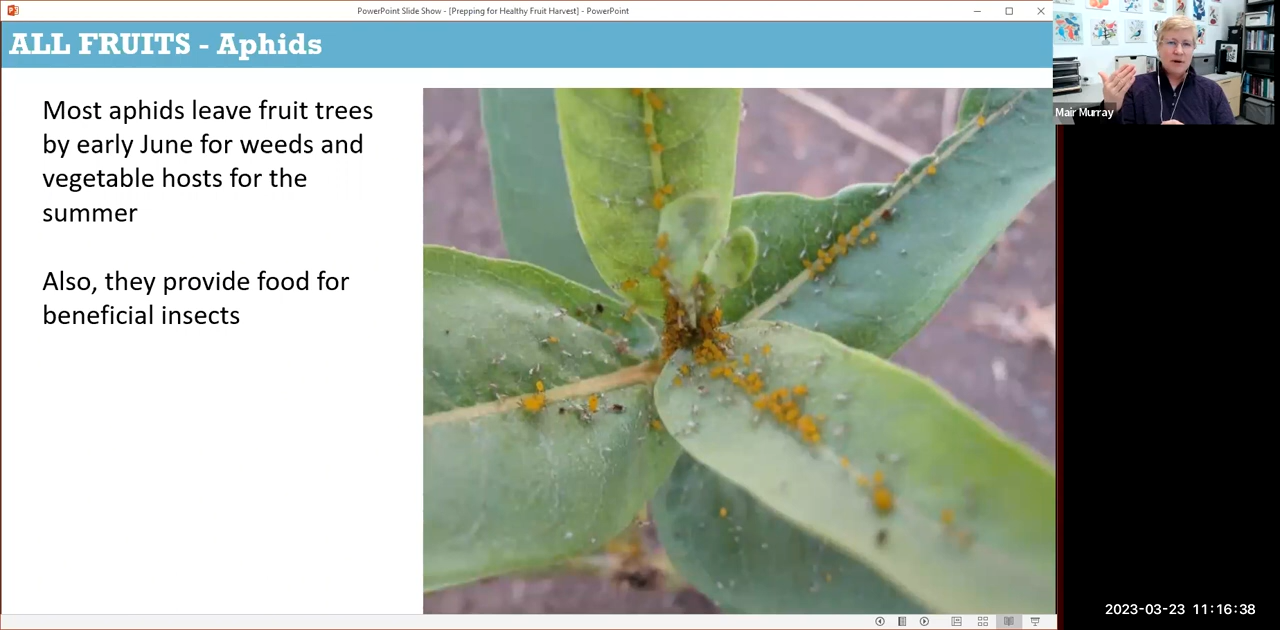 PowerPoint Slide Show - [Prepping for Healthy Fruit Harvest] - PowerPoint
ALL FRUITS - Aphids
Mair Murray
Most aphids leave fruit trees
by early June for weeds and
vegetable hosts for the
summer
Also, they provide food for
beneficial insects
2023-03-23 11:16:38